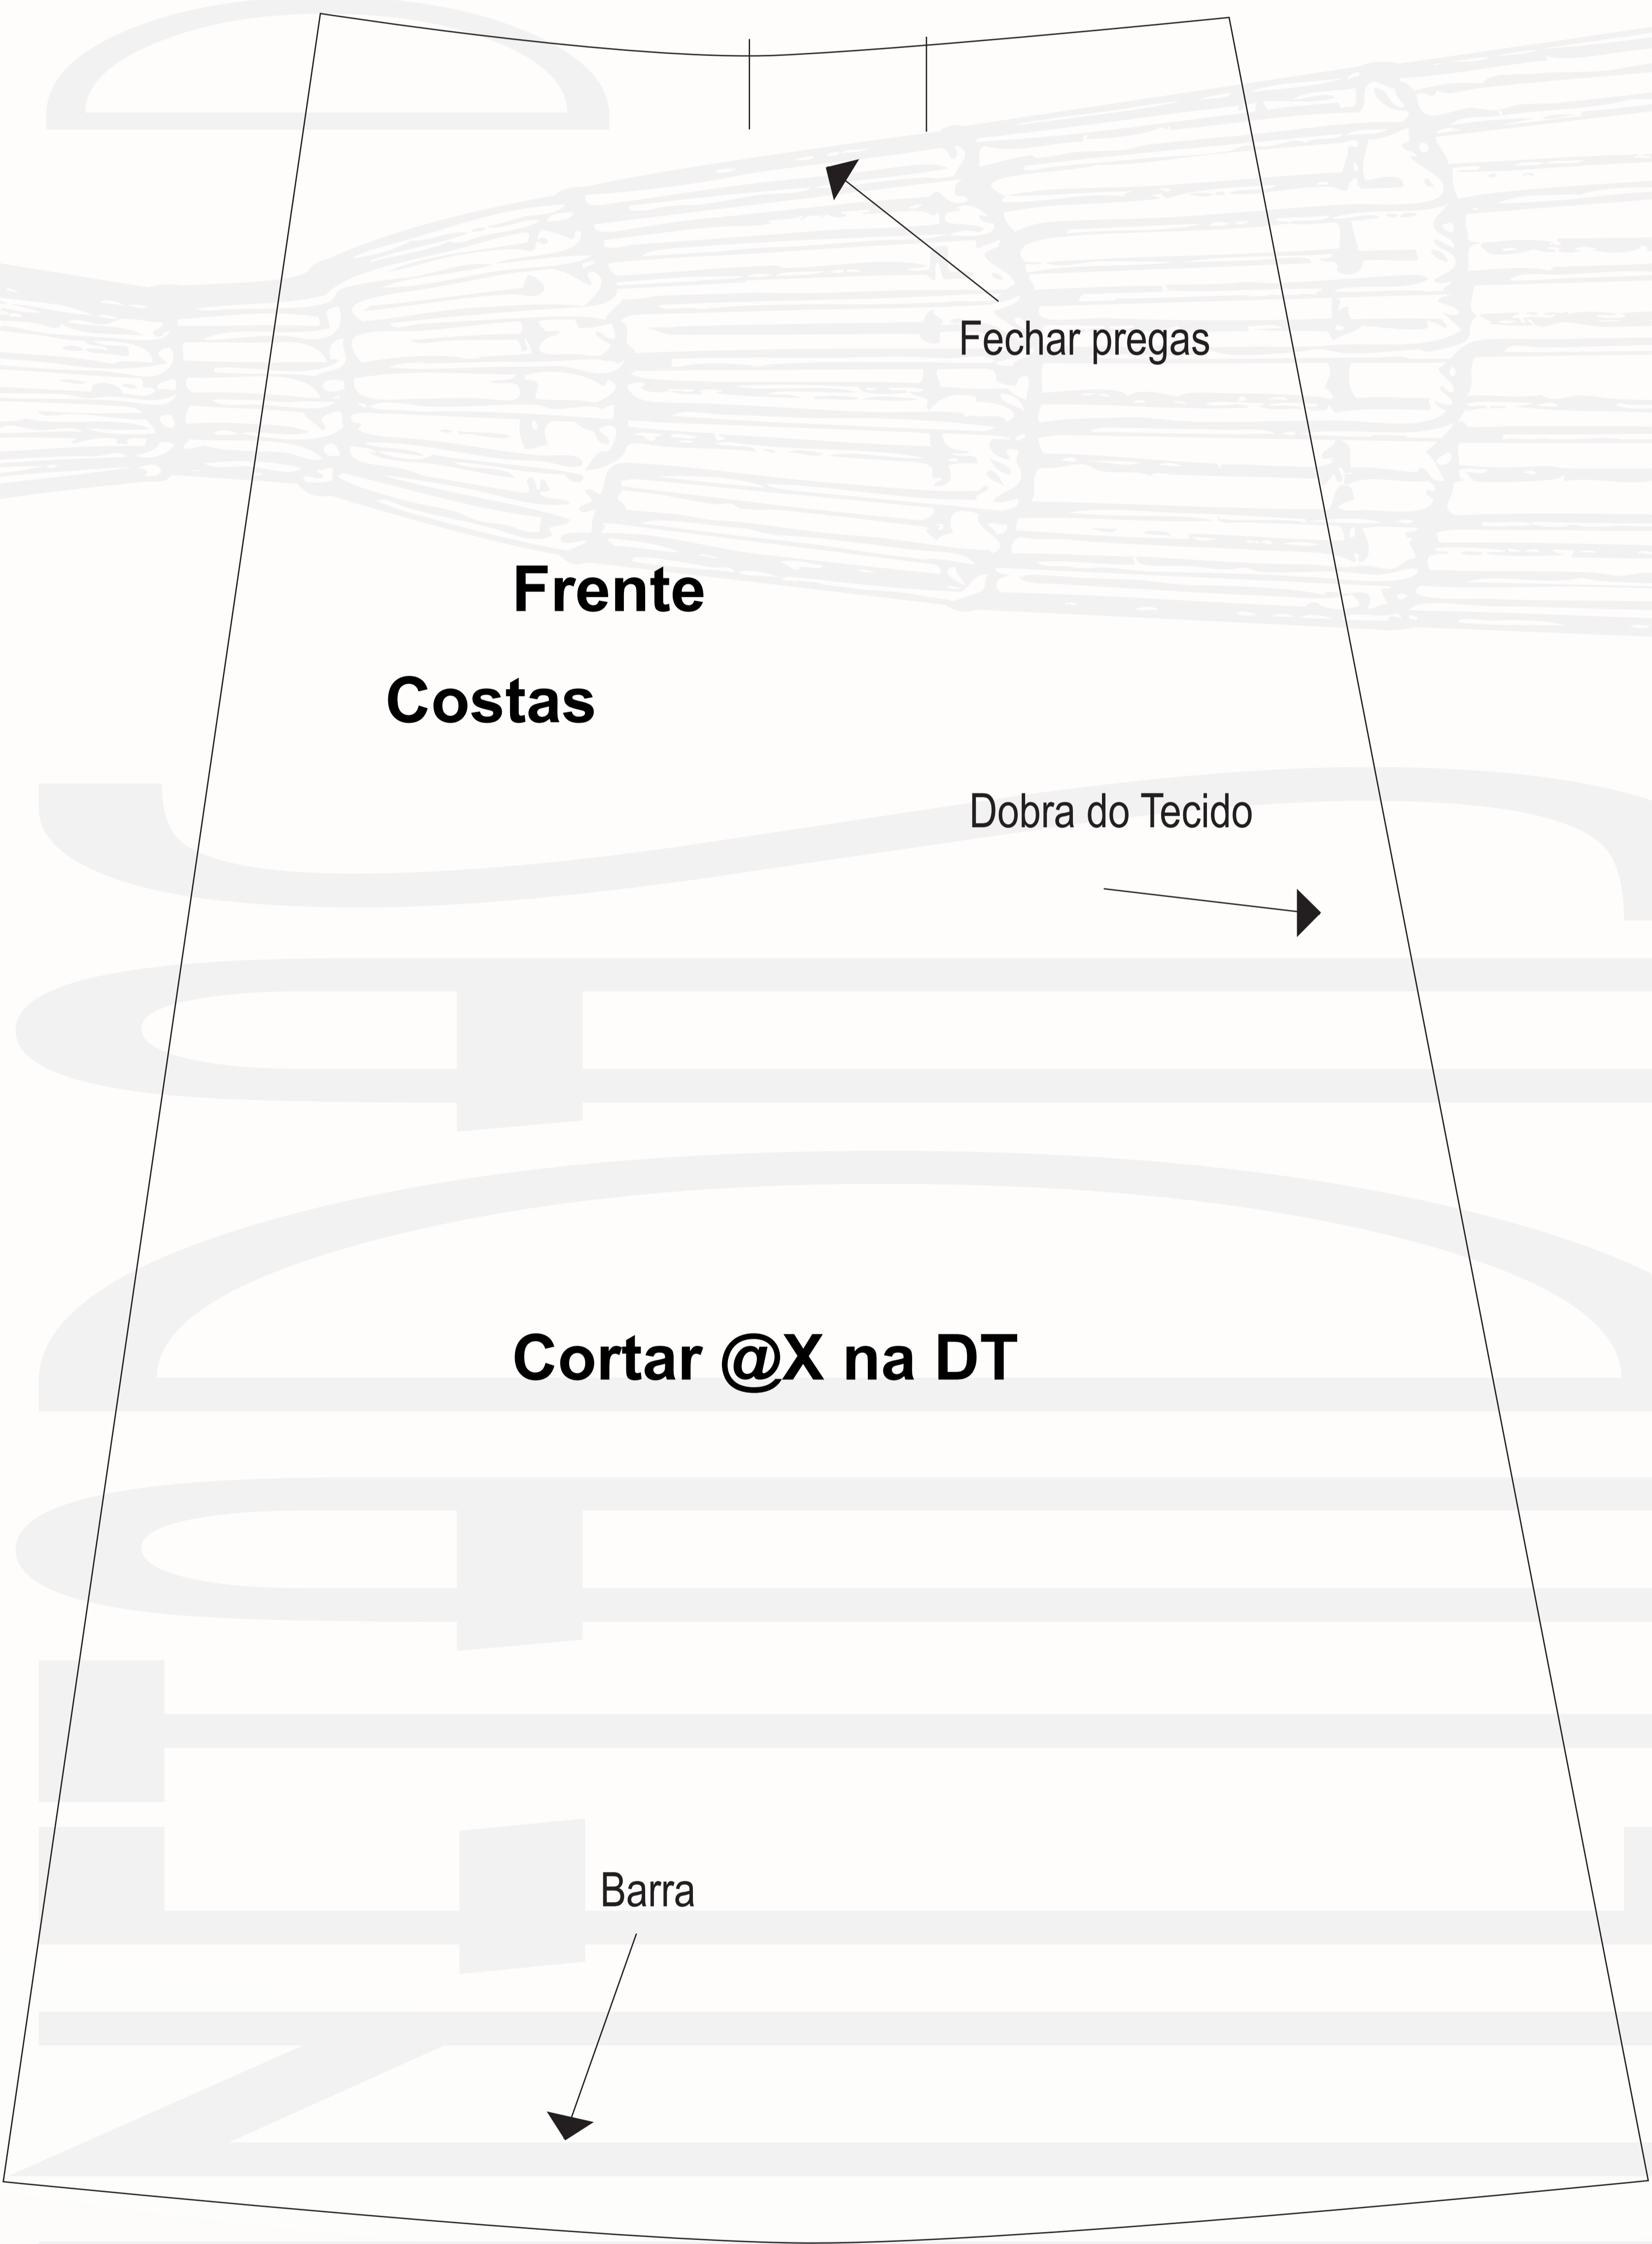 Fechar pregas
Frente
Costas
Dobra do Tecido
Cortar @X na DT
Barra